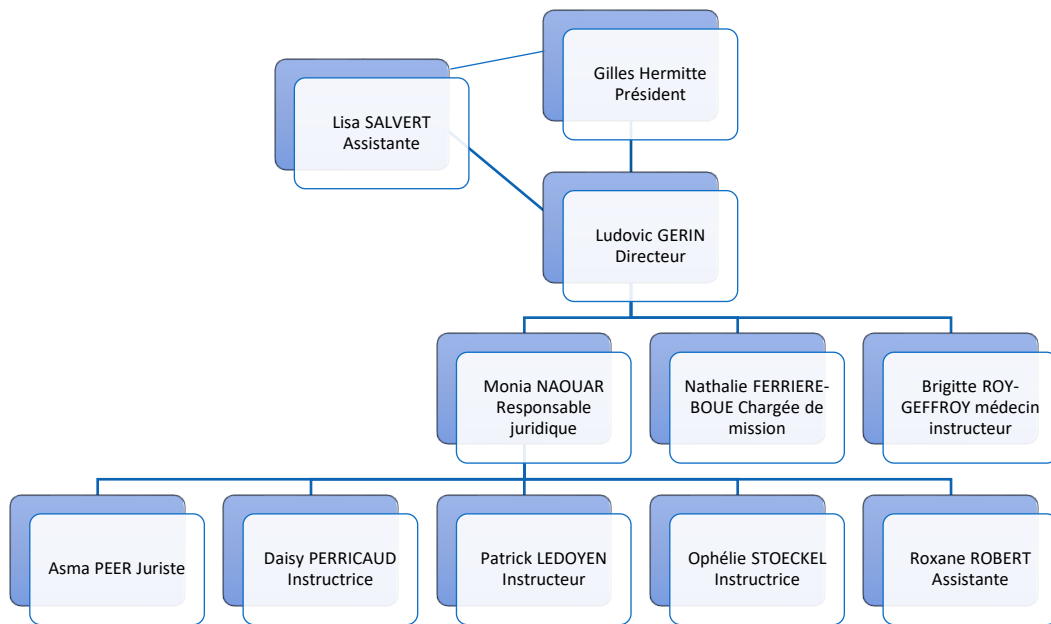 Gilles Hermitte
Président
Lisa SALVERT
Assistante
Ludovic GERIN
Directeur
Monia NAOUAR
Responsable
juridique
Nathalie FERRIERE-
BOUE Chargée de
mission
Brigitte ROY-
GEFFROY médecin
instructeur
Asma PEER Juriste
Daisy PERRICAUD
Instructrice
Patrick LEDOYEN
Instructeur
Ophélie STOECKEL
Instructrice
Roxane ROBERT
Assistante